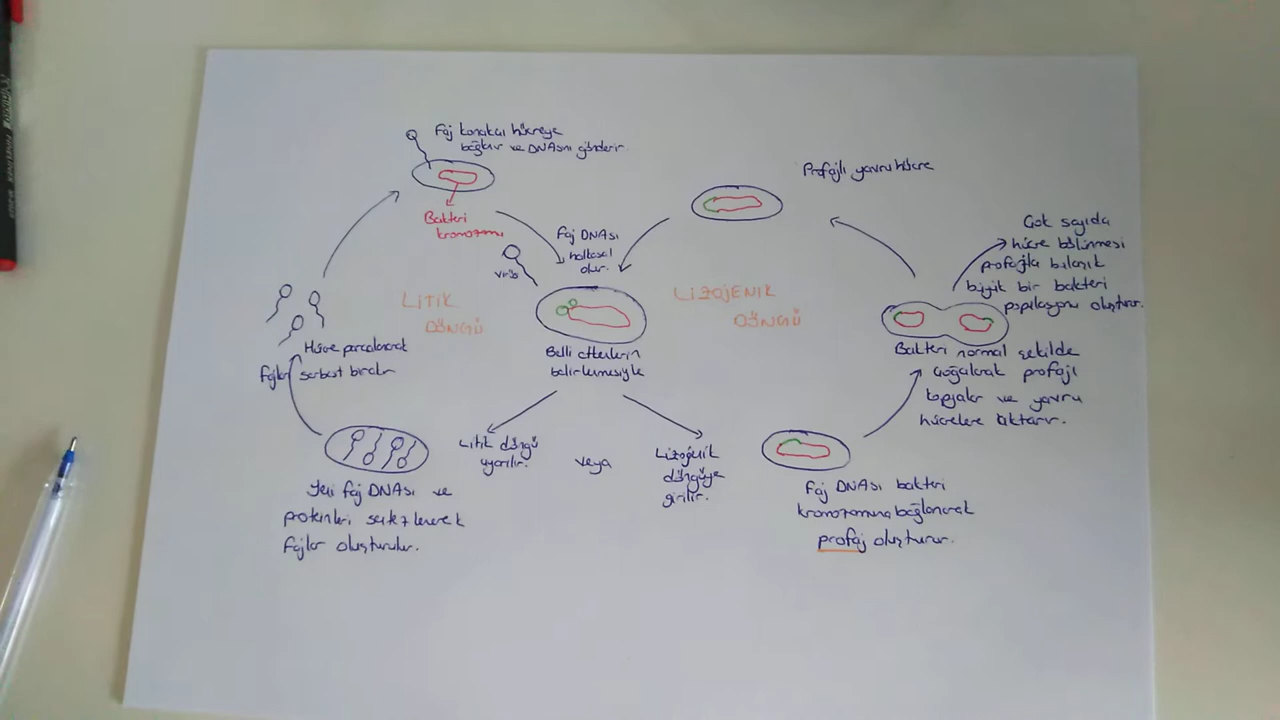 Faj konakçı hücreye
bağlanır ve DNAsını gönderir.
Bakteri
kromozomu
Faj DNAsı
halkasal
olur.
virüs
LİTİK
DÖNGÜ
Belli etkenlerin
belirlemesiyle
Litik döngü
uyarılır.
veya
Lizojenik
döngüye
girilir.
Hücre parçalanarak
fajlar serbest bırakılır
Yeni faj DNAsı ve
proteinleri sentezlenerek
fajlar oluşturulur.
LİZOJENİK
DÖNGÜ
Profajlı yavru hücre
Çok sayıda
hücre bölünmesi
profajla bulaşık
büyük bir bakteri
popülasyonu oluşturur.
Bakteri normal şekilde
çoğalarak profajı
kopyalar ve yavru
hücrelere aktarır.
Faj DNAsı bakteri
kromozomuna bağlanarak
profaj oluşturur.